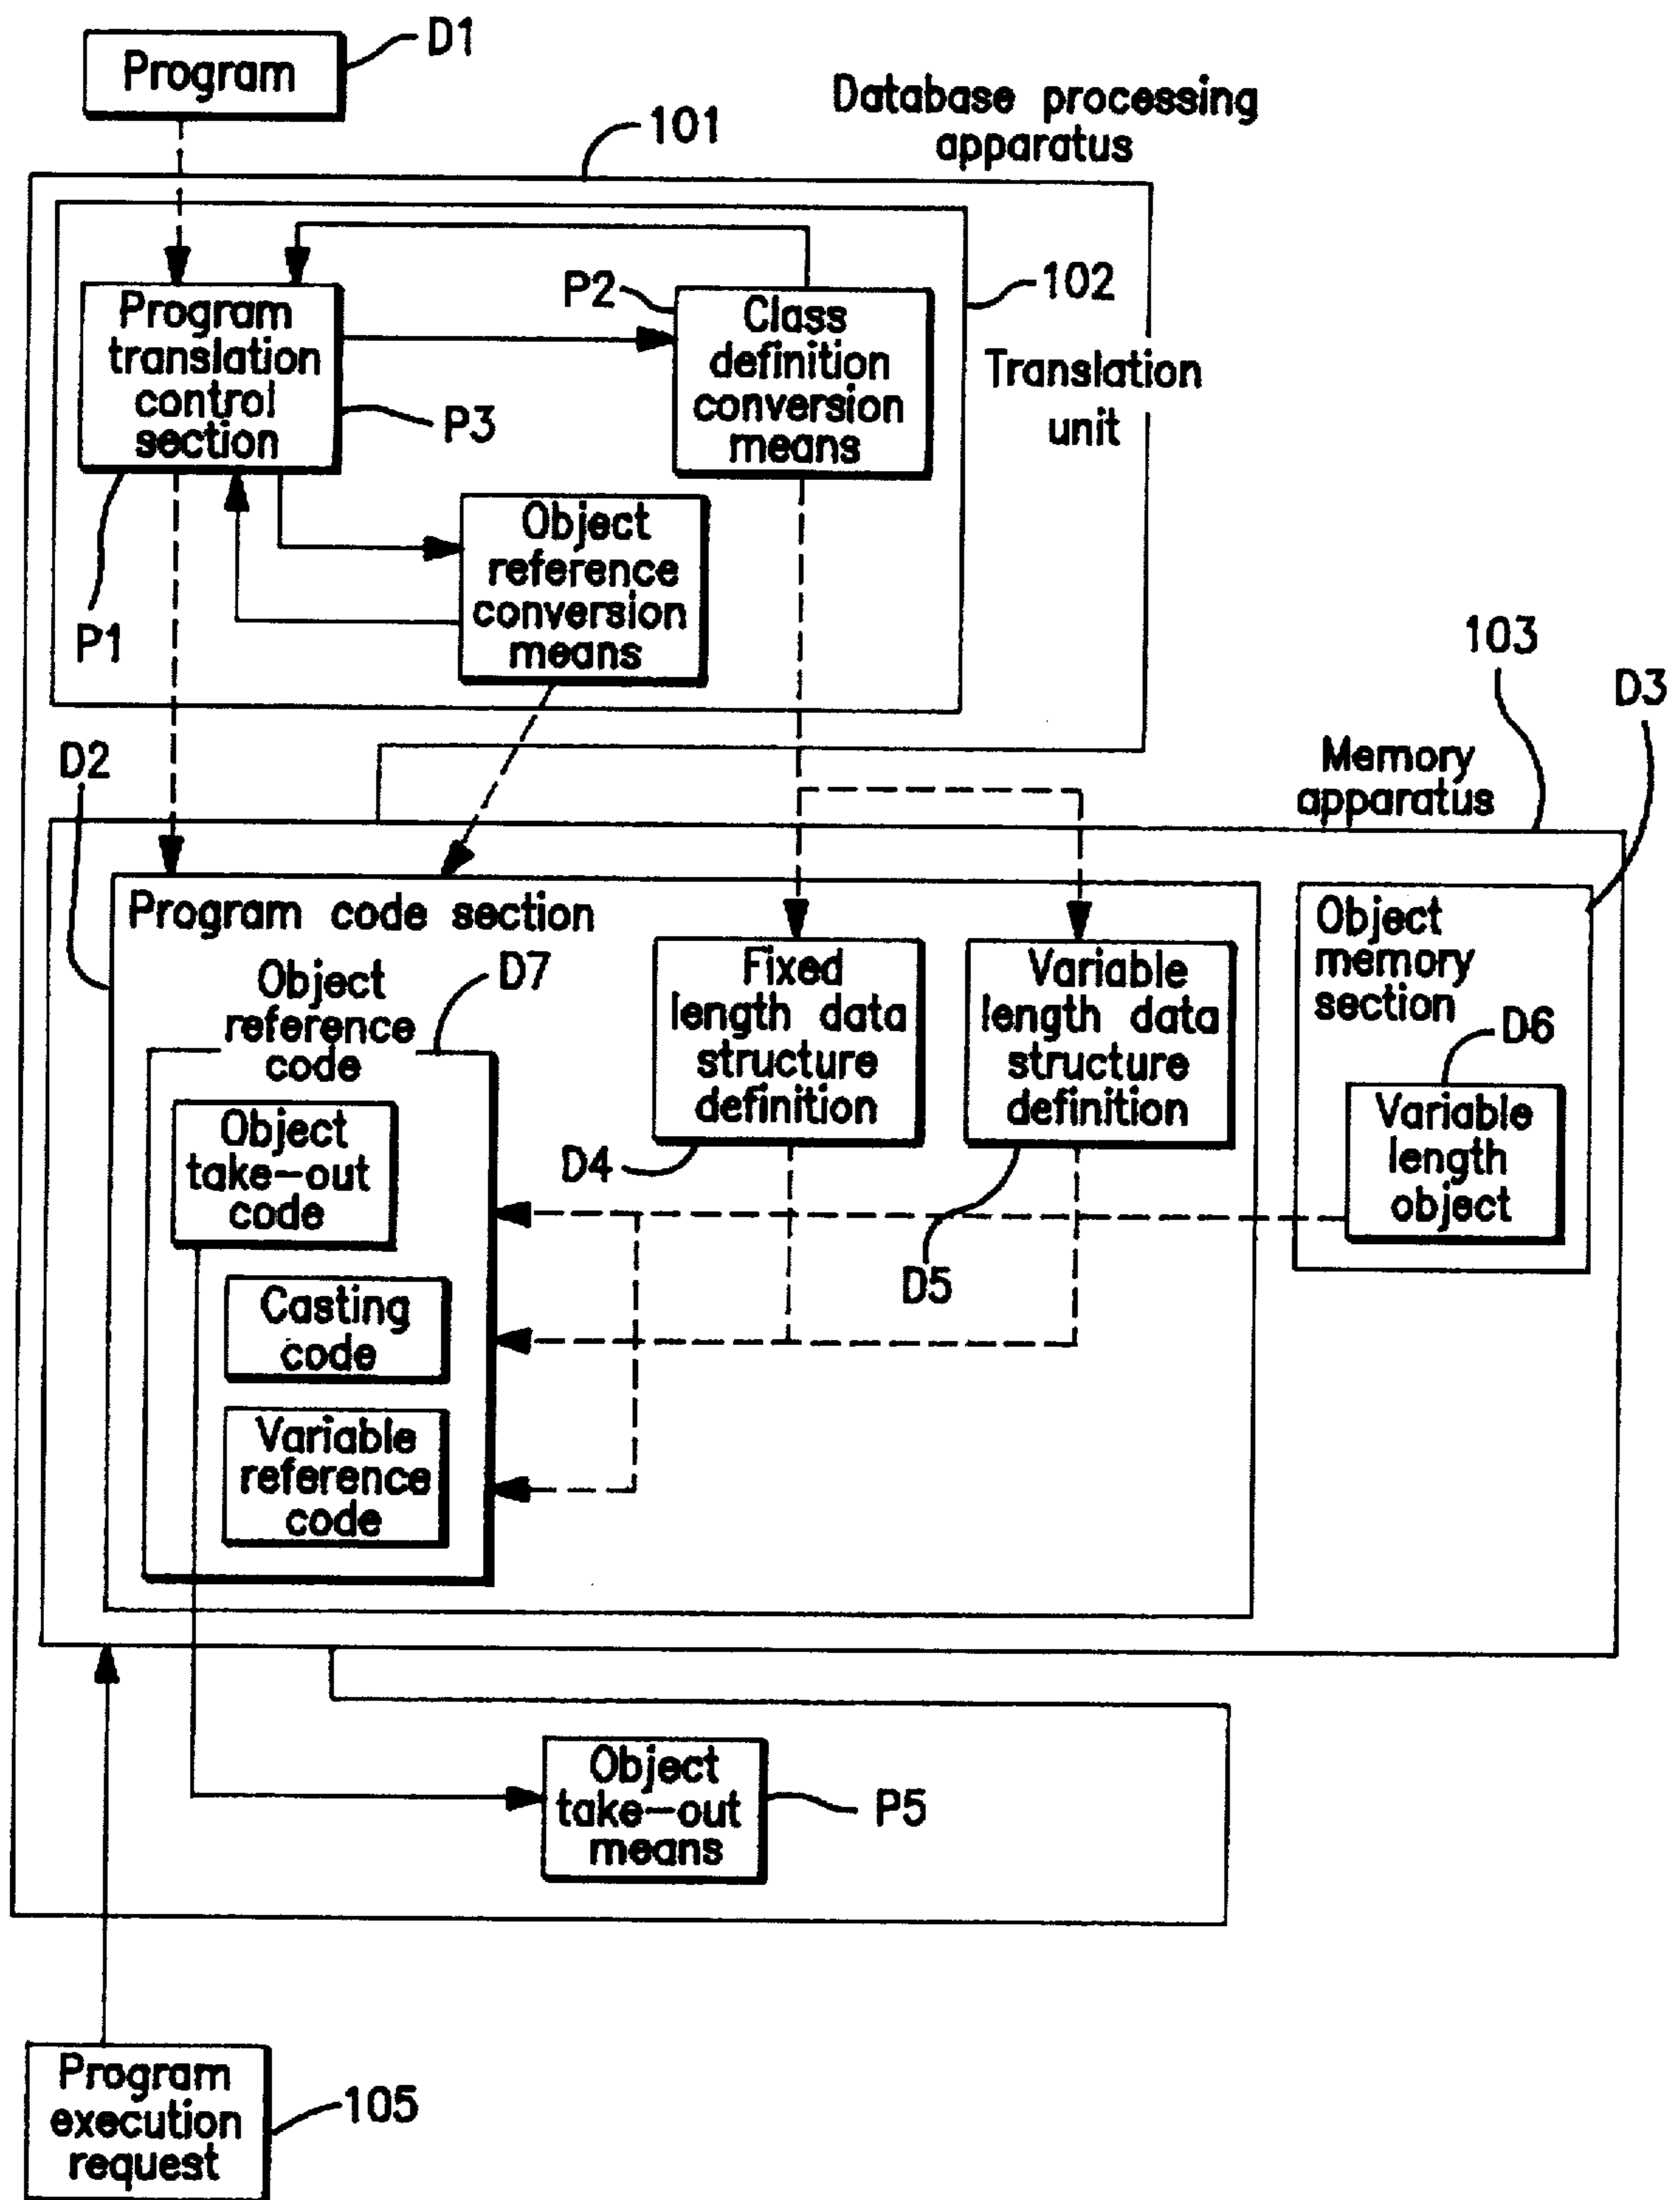 Program
D1
Database processing
apparatus
101
Program
translation
control
section
P2
Class
definition
conversion
means
102
Translation
unit
P3
P1
Object
reference
conversion
means
103
D3
D2
Memory
apparatus
Program code section
Object
reference
code
D7
Fixed
length data
structure
definition
Variable
length data
structure
definition
Object
memory
section
D6
Variable
length
object
Object
take-out
code
D4
D5
Casting
code
Variable
reference
code
Object
take-out
means
P5
Program
execution
request
105